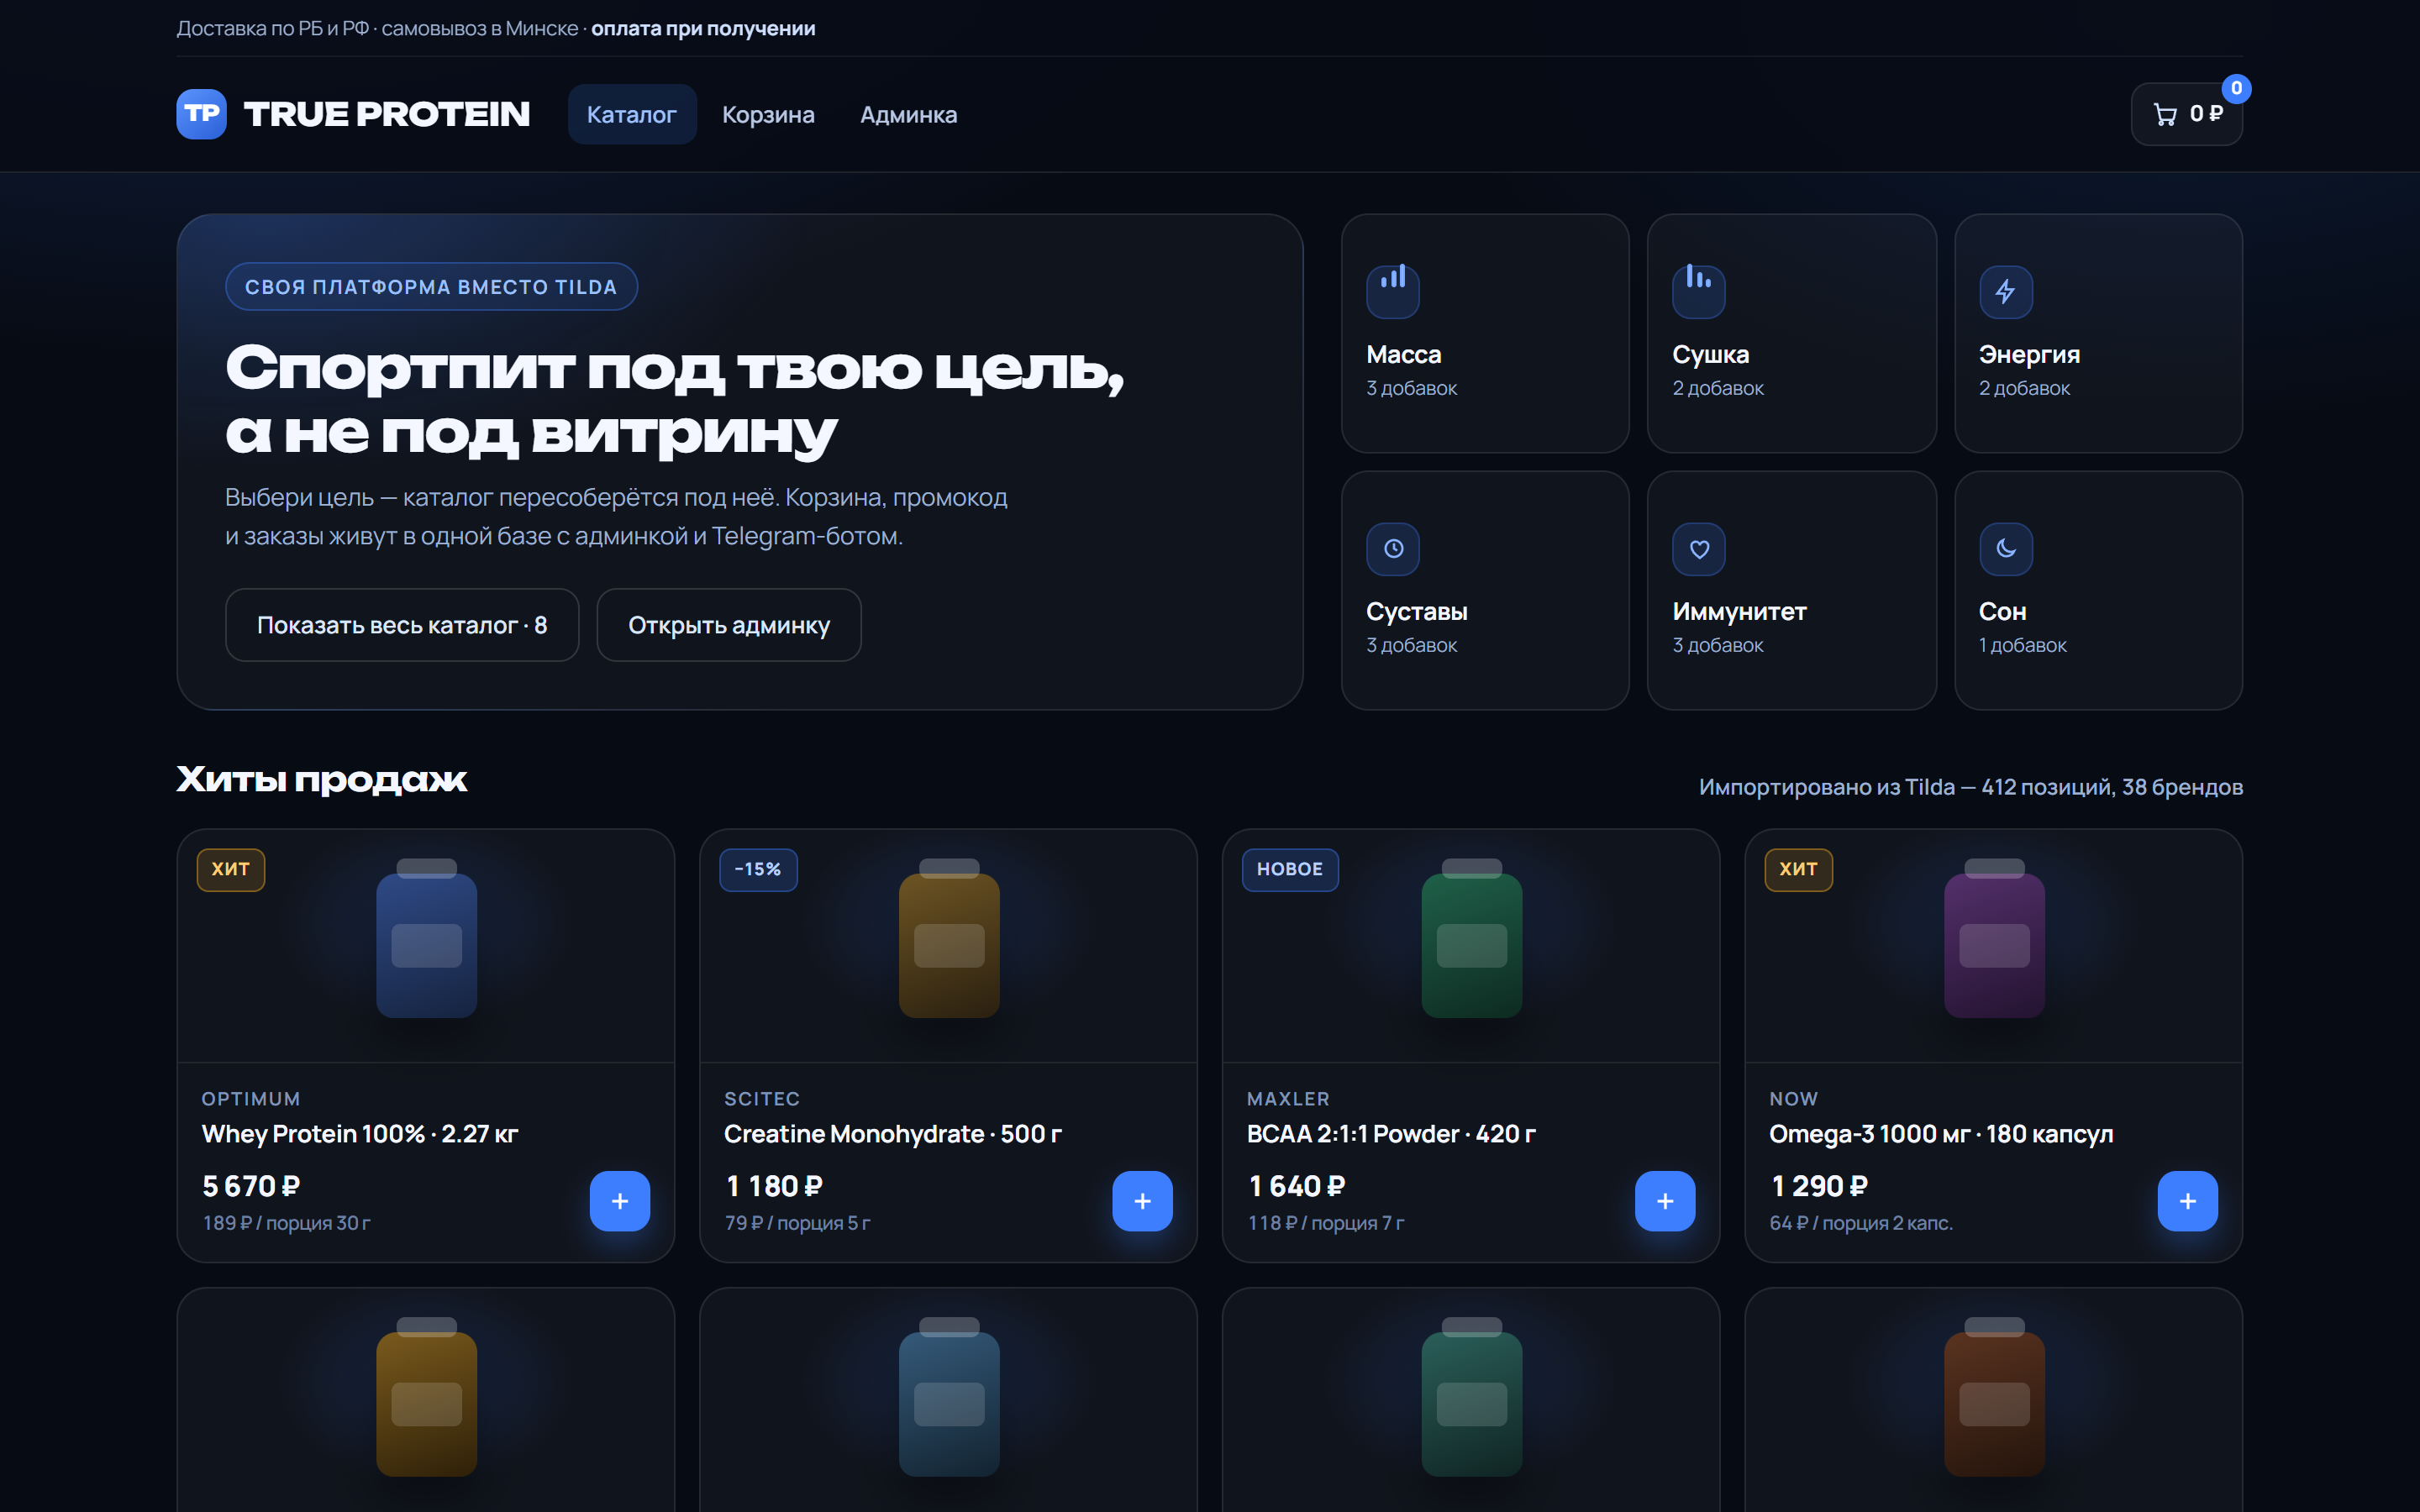 Доставка по РБ и РФ · самовывоз в Минске · оплата при получении
TP TRUE PROTEIN
Каталог
Корзина
Админка
0
0 ₽
СВОЯ ПЛАТФОРМА ВМЕСТО TILDA
Спортпит под твою цель,
а не под витрину
Выбери цель — каталог пересоберётся под неё. Корзина, промокод
и заказы живут в одной базе с админкой и Telegram-ботом.
Показать весь каталог · 8
Открыть админку
Масса
3 добавок
Сушка
2 добавок
Энергия
2 добавок
Суставы
3 добавок
Иммунитет
3 добавок
Сон
1 добавок
Хиты продаж
Импортировано из Tilda — 412 позиций, 38 брендов
ХИТ
OPTIMUM
Whey Protein 100% · 2.27 кг
5 670 ₽
189 ₽ / порция 30 г
+
−15%
SCITEC
Creatine Monohydrate · 500 г
1 180 ₽
79 ₽ / порция 5 г
+
НОВОЕ
MAXLER
BCAA 2:1:1 Powder · 420 г
1 640 ₽
118 ₽ / порция 7 г
+
ХИТ
NOW
Omega-3 1000 мг · 180 капсул
1 290 ₽
64 ₽ / порция 2 капс.
+